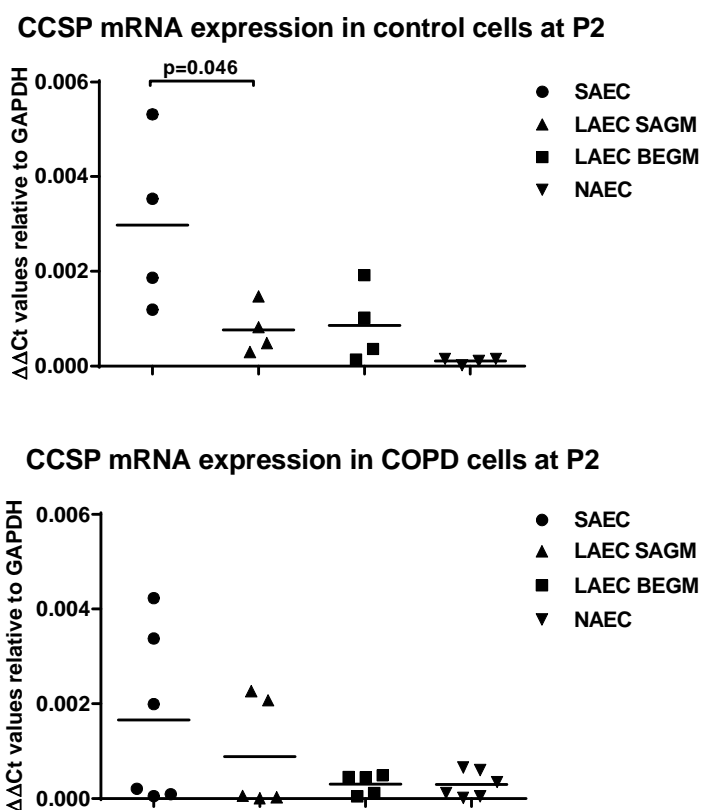 CCSP mRNA expression in control cells at P2
ΔΔCt values relative to GAPDH
0.006
0.004
0.002
0.000
p=0.046
SAEC
LAEC SAGM
LAEC BEGM
NAEC
CCSP mRNA expression in COPD cells at P2
ΔΔCt values relative to GAPDH
0.006
0.004
0.002
0.000
SAEC
LAEC SAGM
LAEC BEGM
NAEC